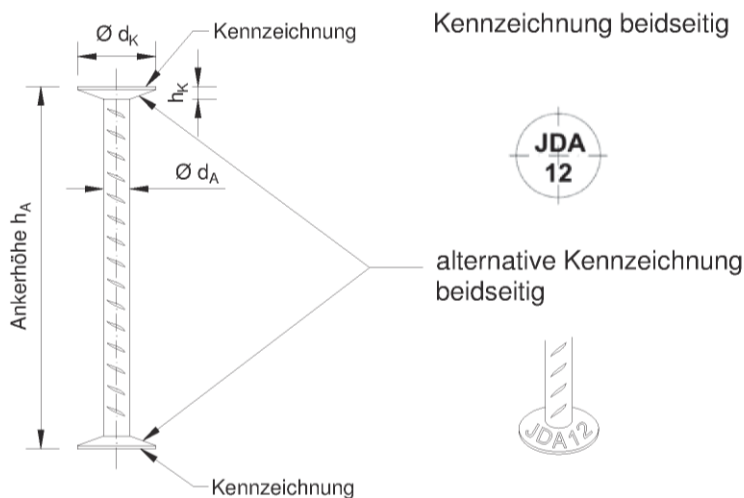 Ø dK
Kennzeichnung
Kennzeichnung beidseitig
hK
JDA
12
Ø dA
Ankerhöhe hA
alternative Kennzeichnung
beidseitig
JDA12
Kennzeichnung